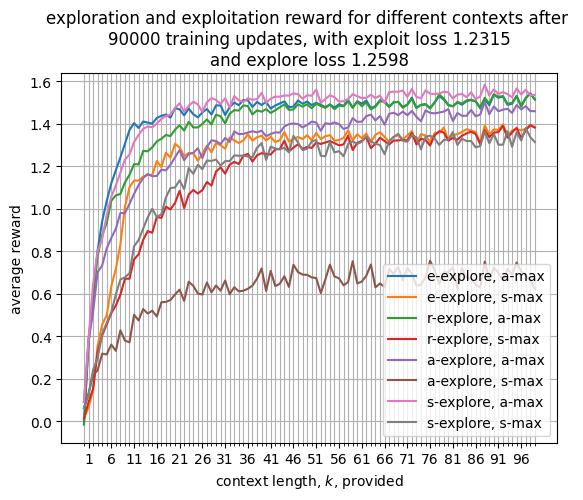 exploration and exploitation reward for different contexts after
90000 training updates, with exploit loss 1.2315
and explore loss 1.2598
1.6
1.4
1.2
1.0
0.8
0.6
0.4
0.2
0.0
average reward
e-explore, a-max
e-explore, s-max
r-explore, a-max
r-explore, s-max
a-explore, a-max
a-explore, s-max
s-explore, a-max
s-explore, s-max
1 6 11 16 21 26 31 36 41 46 51 56 61 66 71 76 81 86 91 96
context length, k, provided